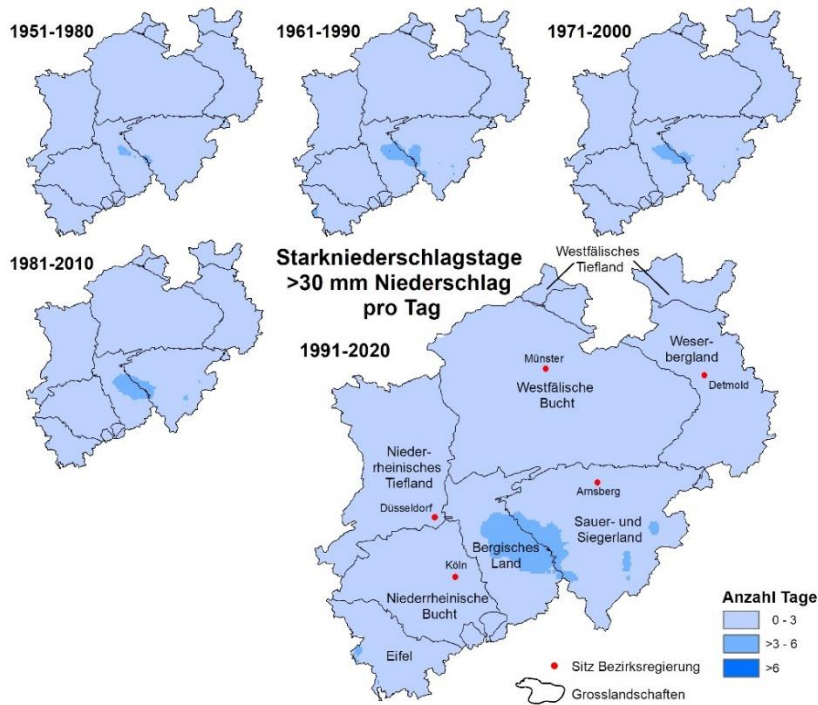 1951-1980
1961-1990
1971-2000
1981-2010
Starkniederschlagstage
>30 mm Niederschlag
pro Tag
1991-2020
Westfälisches
Tiefland
Weser-
bergland
Münster
Westfälische
Bucht
Detmold
Nieder-
rheinisches
Tiefland
Düsseldorf
Arnsberg
Sauer- und
Siegerland
Bergisches
Land
Köln
Niederrheinische
Bucht
Eifel
Anzahl Tage
0 - 3
>3 - 6
>6
Sitz Bezirksregierung
Grosslandschaften